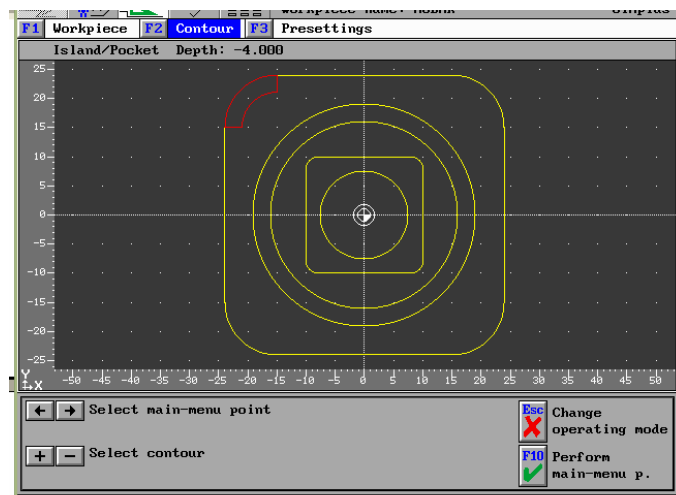 F1 Workpiece F2 Contour F3 Presettings
Island/Pocket Depth: -4.000
25
20
15
10
5
0
-5
-10
-15
-20
-25
Y
X
-50 -45 -40 -35 -30 -25 -20 -15 -10 -5 0 5 10 15 20 25 30 35 40 45 50
Select main-menu point
Esc Change
operating mode
+ - Select contour
F10 Perform
main-menu p.